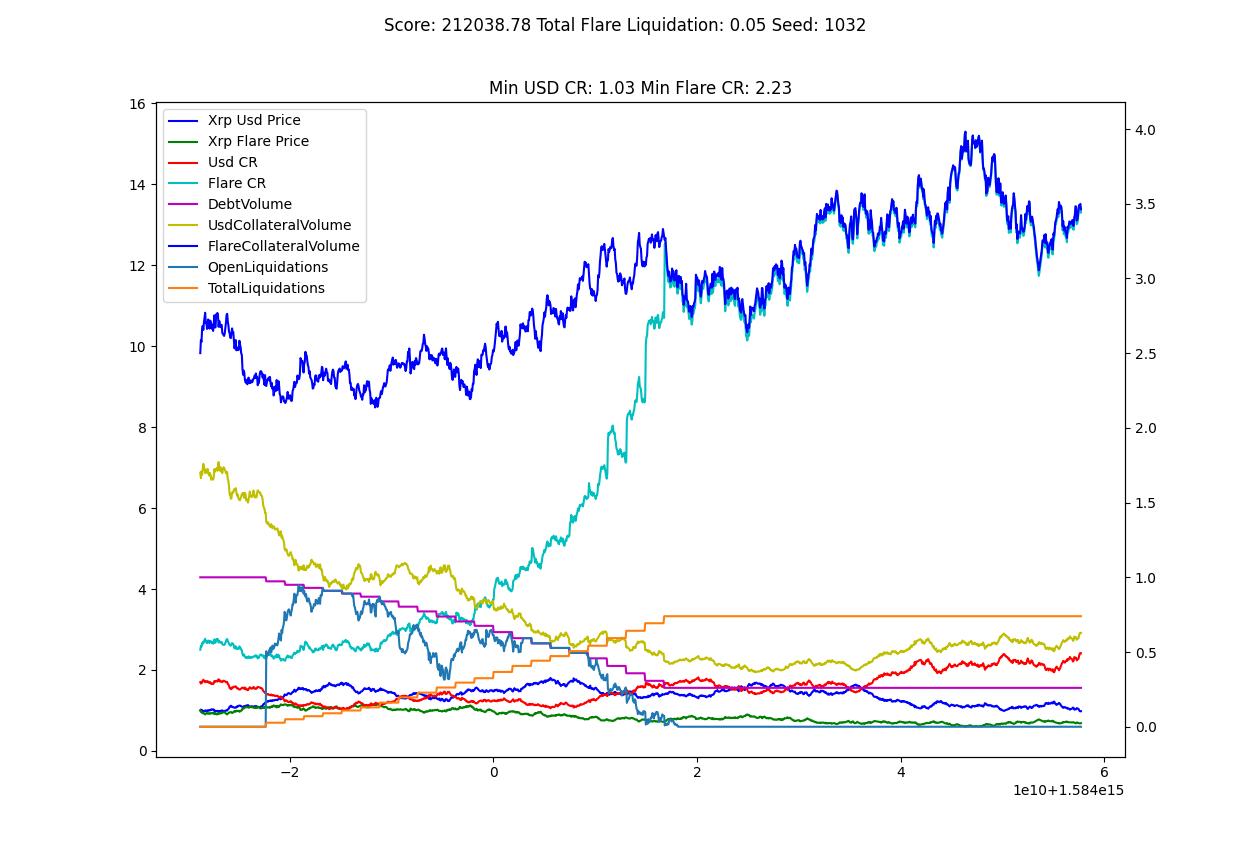 Score: 212038.78 Total Flare Liquidation: 0.05 Seed: 1032
Min USD CR: 1.03 Min Flare CR: 2.23
Xrp Usd Price
Xrp Flare Price
Usd CR
Flare CR
DebtVolume
UsdCollateralVolume
FlareCollateralVolume
OpenLiquidations
TotalLiquidations
16
14
12
10
8
6
4
2
0
4.0
3.5
3.0
2.5
2.0
1.5
1.0
0.5
0.0
−2
0
2
4
6
1e10+1.584e15